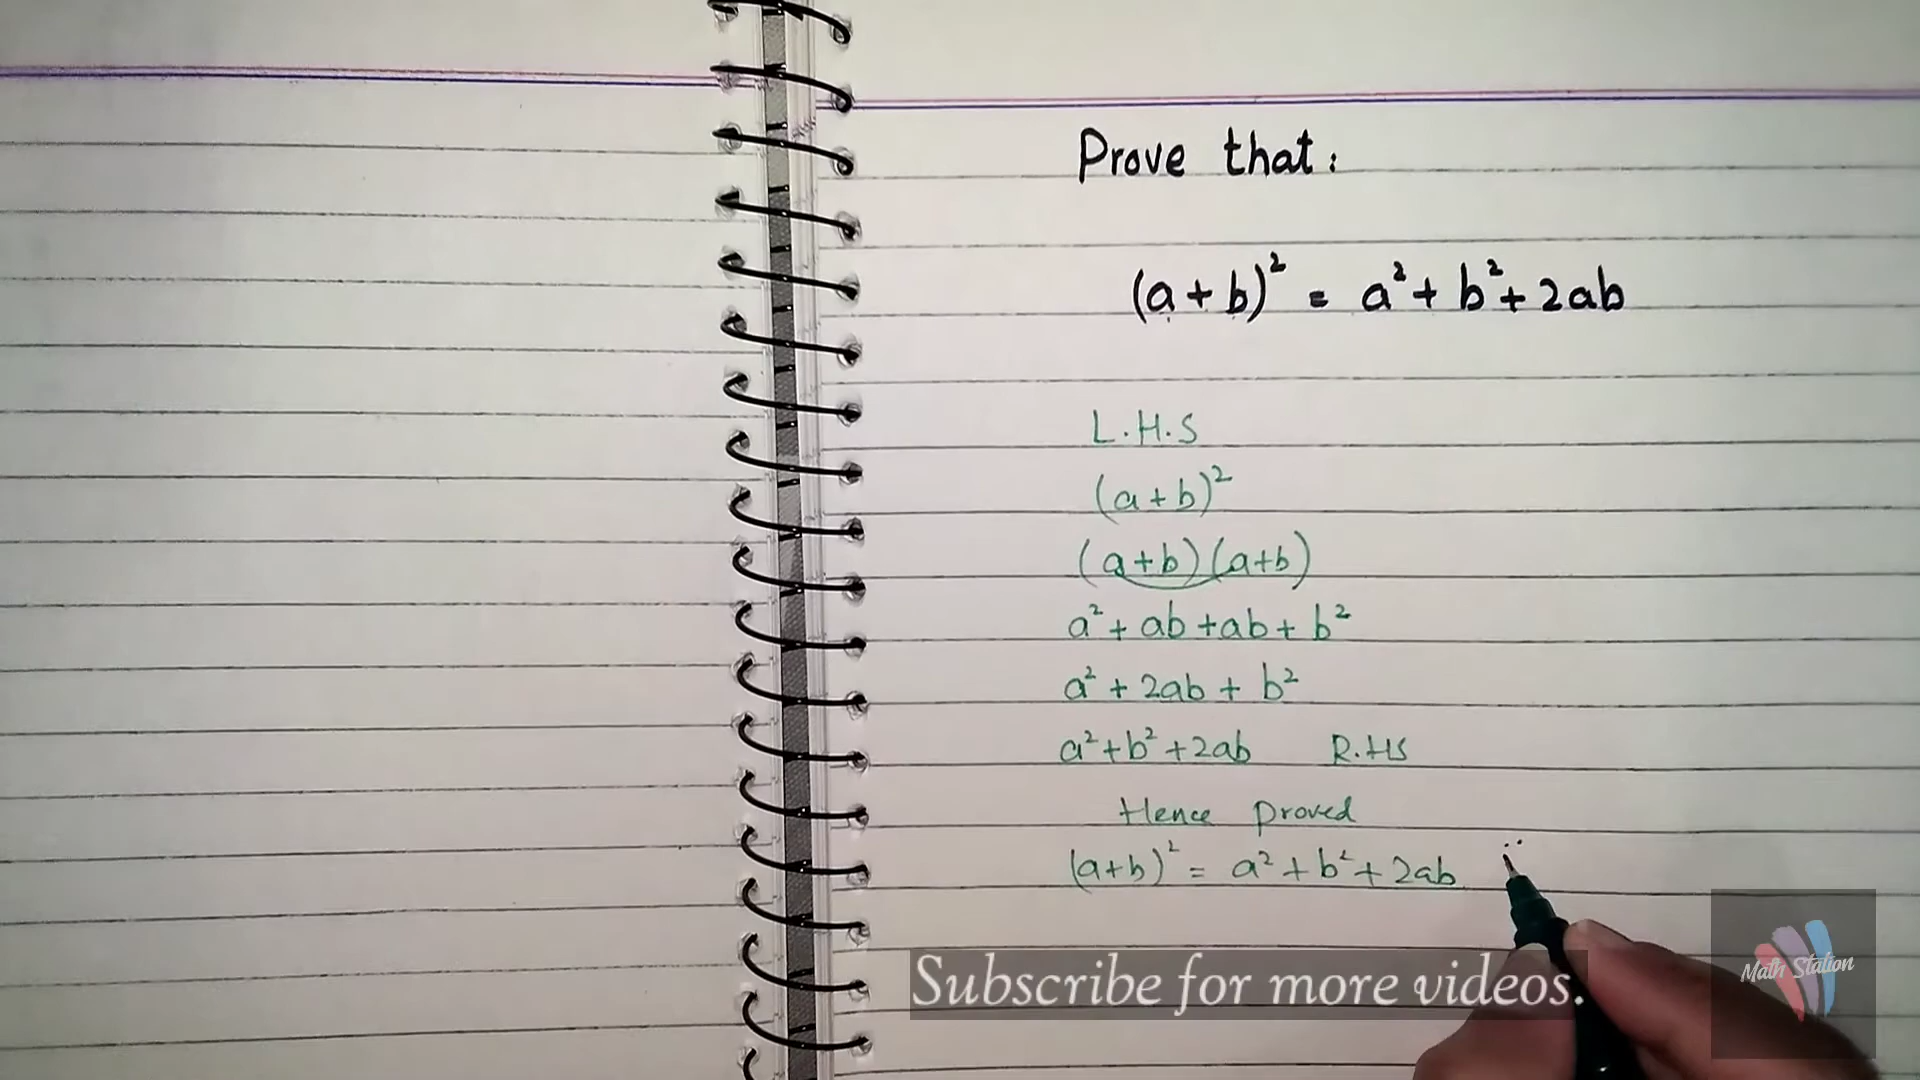 Prove that:
(a+b)² = a²+b²+2ab
L.H.S
(a+b)²
(a+b)(a+b)
a²+ab+ab+b²
a²+2ab+b²
a²+b²+2ab R.HS
Hence proved
(a+b)² = a²+b²+2ab
Subscribe for more videos.
Math Station